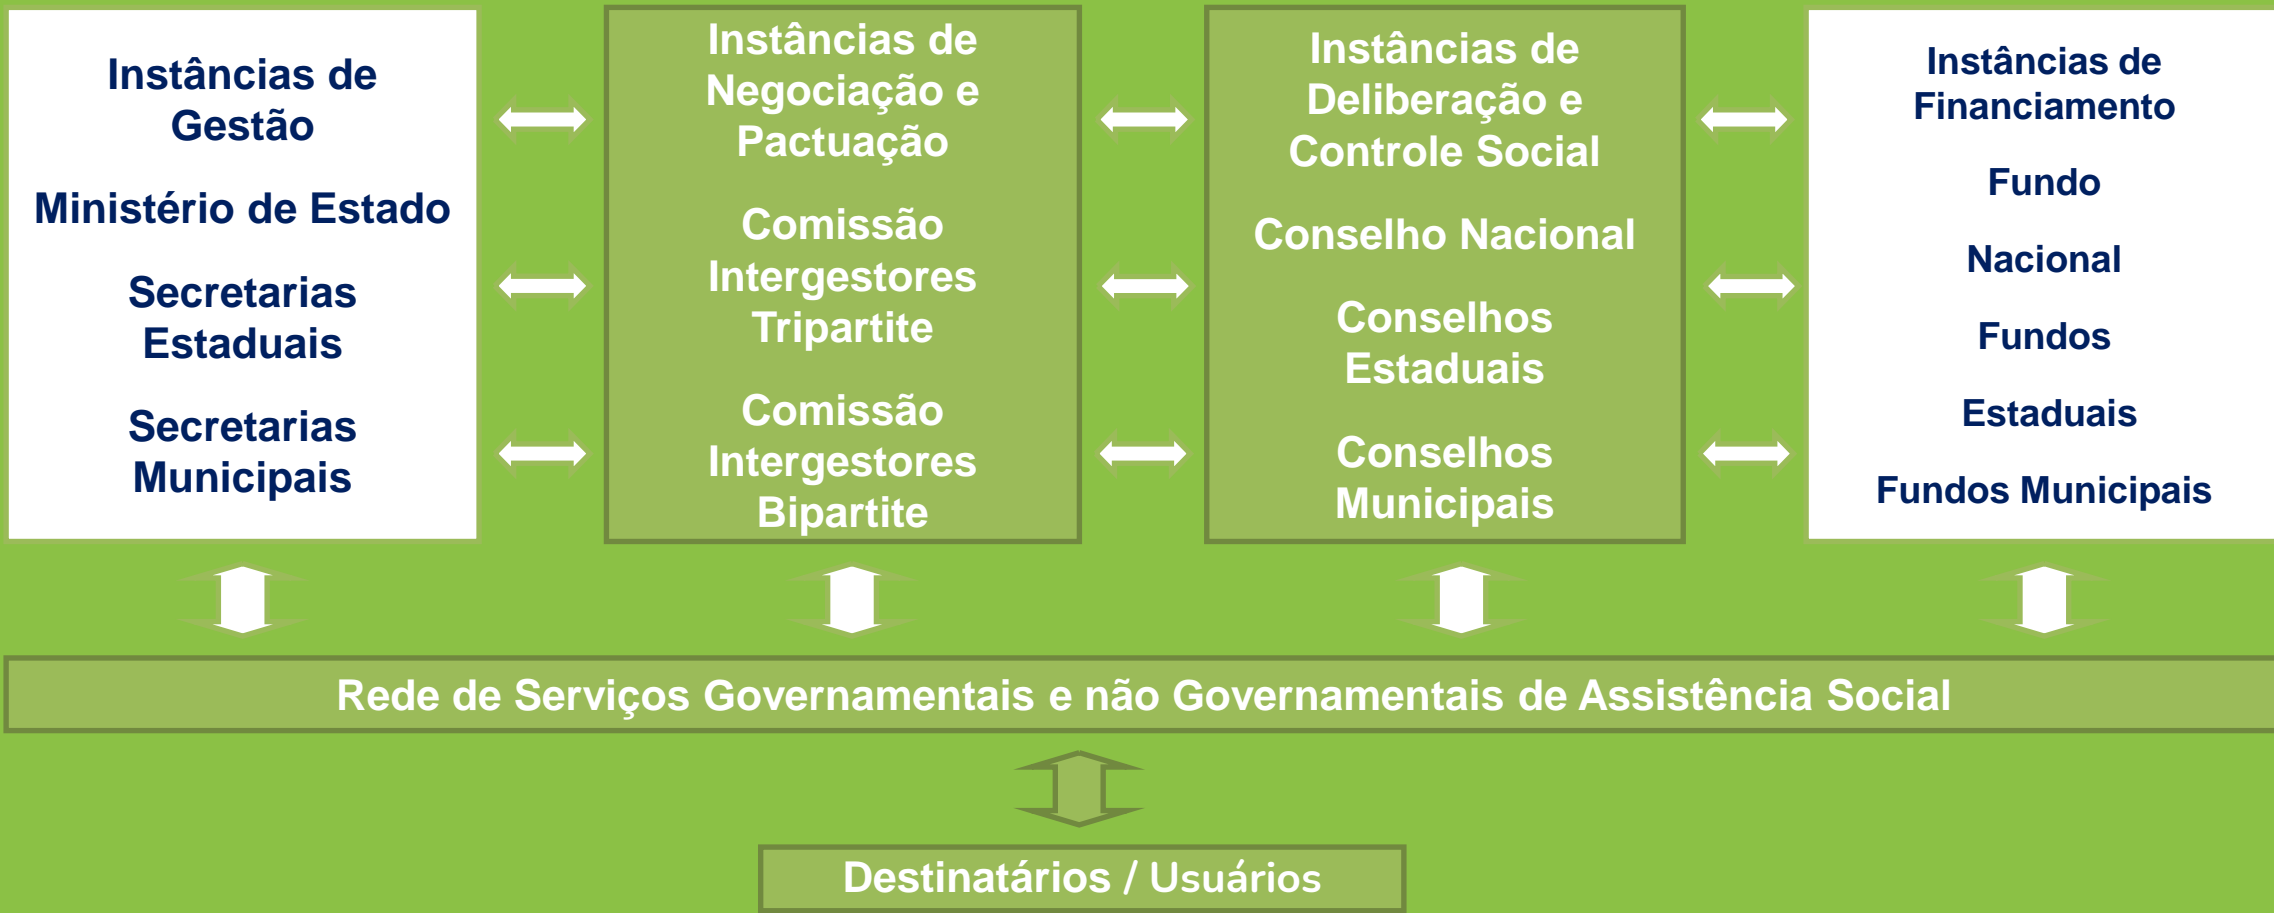 Instâncias de
Gestão
Ministério de Estado
Secretarias
Estaduais
Secretarias
Municipais
Instâncias de
Negociação e
Pactuação
Comissão
Intergestores
Tripartite
Comissão
Intergestores
Bipartite
Instâncias de
Deliberação e
Controle Social
Conselho Nacional
Conselhos
Estaduais
Conselhos
Municipais
Instâncias de
Financiamento
Fundo
Nacional
Fundos
Estaduais
Fundos Municipais
Rede de Serviços Governamentais e não Governamentais de Assistência Social
Destinatários / Usuários